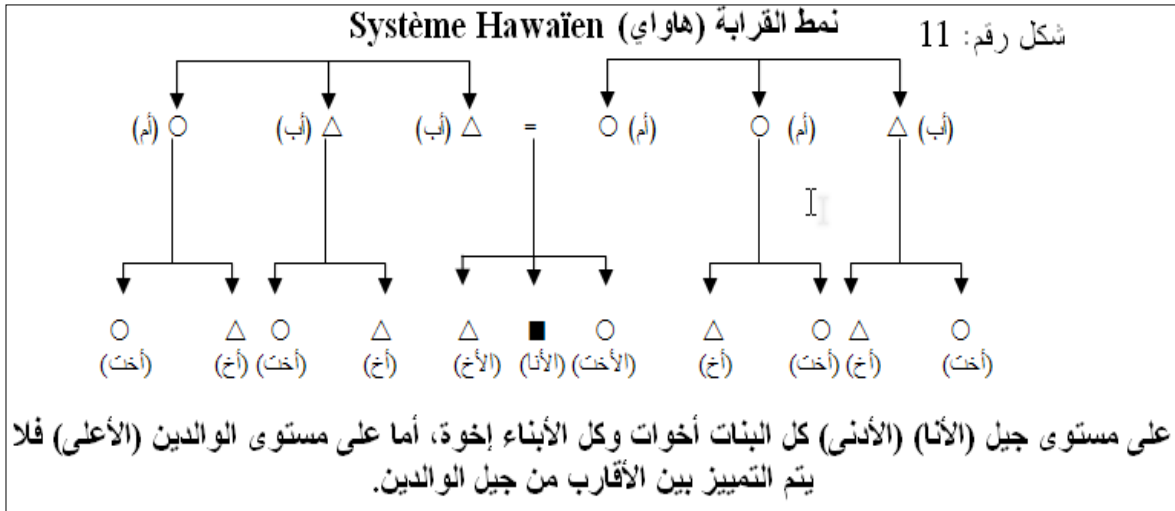 شكل رقم: 11
نمط القرابة (هاواي) Système Hawaïen
(أب) (أم) (أم) = (أب) (أب) (أم)
(أخت) (أخ) (أخت) (أخ) (الأخت) (الأنا) (الأخ) (أخ) (أخت) (أخ) (أخت)
على مستوى جيل (الأنا) (الأدنى) كل البنات أخوات وكل الأبناء إخوة، أما على مستوى الوالدين (الأعلى) فلا
يتم التمييز بين الأقارب من جيل الوالدين.